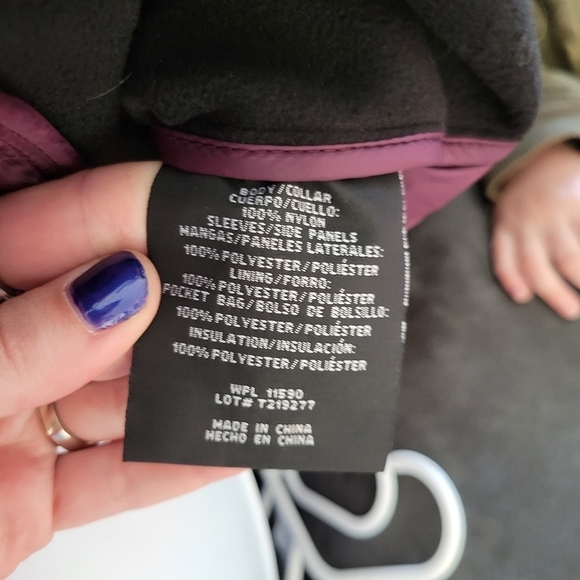 BODY/COLLAR
CUERPO/CUELLO:
100% NYLON
SLEEVES/SIDE PANELS
MANGAS/PANELES LATERALES:
100% POLYESTER/POLIÉSTER
LINING/FORRO:
100% POLYESTER/POLIÉSTER
POCKET BAG/BOLSO DE BOLSILLO:
100% POLYESTER/POLIÉSTER
INSULATION/INSULACIÓN:
100% POLYESTER/POLIÉSTER
WPL 11590
LOT# T219277
MADE IN CHINA
HECHO EN CHINA